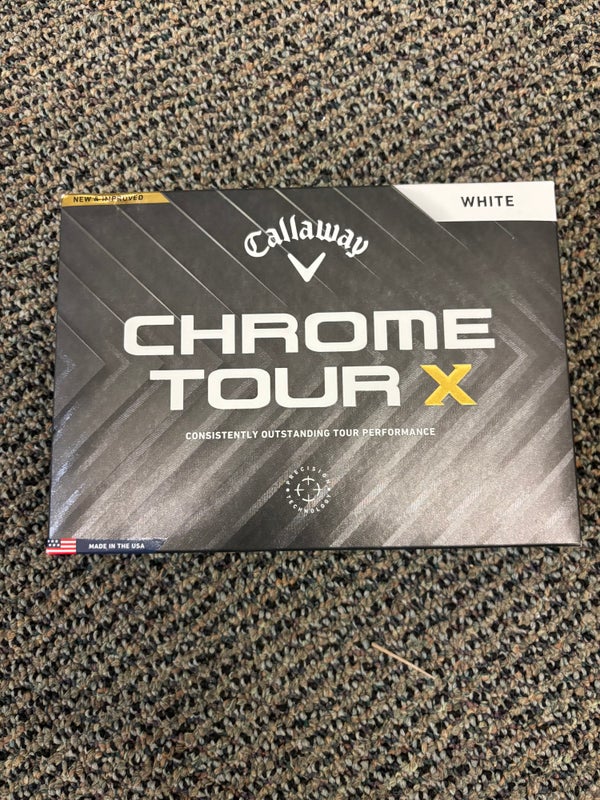 NEW & IMPROVED
WHITE
Callaway
CHROME
TOUR X
CONSISTENTLY OUTSTANDING TOUR PERFORMANCE
PRECISION TECHNOLOGY
MADE IN THE USA